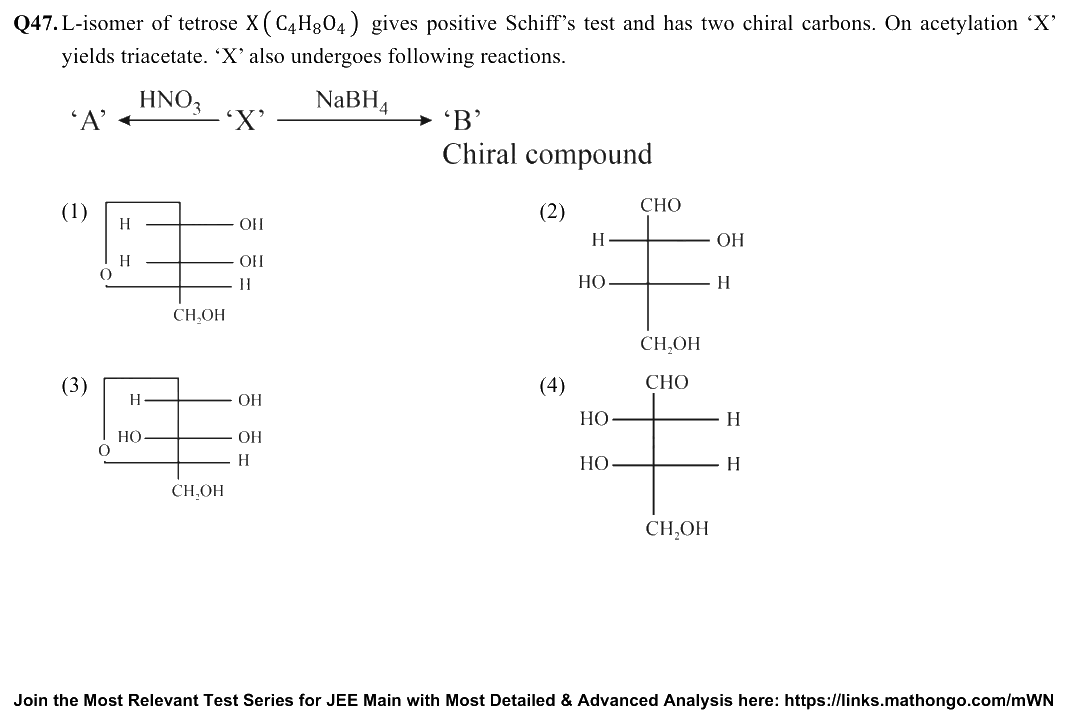 Q47. L-isomer of tetrose X(C₄H₈O₄) gives positive Schiff's test and has two chiral carbons. On acetylation 'X'
yields triacetate. 'X' also undergoes following reactions.
'A' HNO₃ 'X' NaBH₄ 'B'
Chiral compound
(1)
H OH
H OH
O H
CH₂OH
(2)
CHO
H OH
HO H
CH₂OH
(3)
H OH
HO OH
O H
CH₂OH
(4)
CHO
HO H
HO H
CH₂OH
Join the Most Relevant Test Series for JEE Main with Most Detailed & Advanced Analysis here: https://links.mathongo.com/mWN